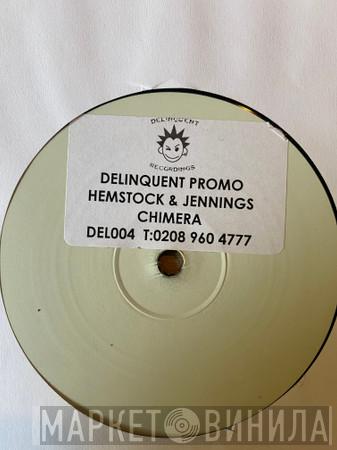 DELINQUENT
RECORDINGS
DELINQUENT PROMO
HEMSTOCK & JENNINGS
CHIMERA
DEL004 T:0208 960 4777
МАРКЕТ ВИНИЛА